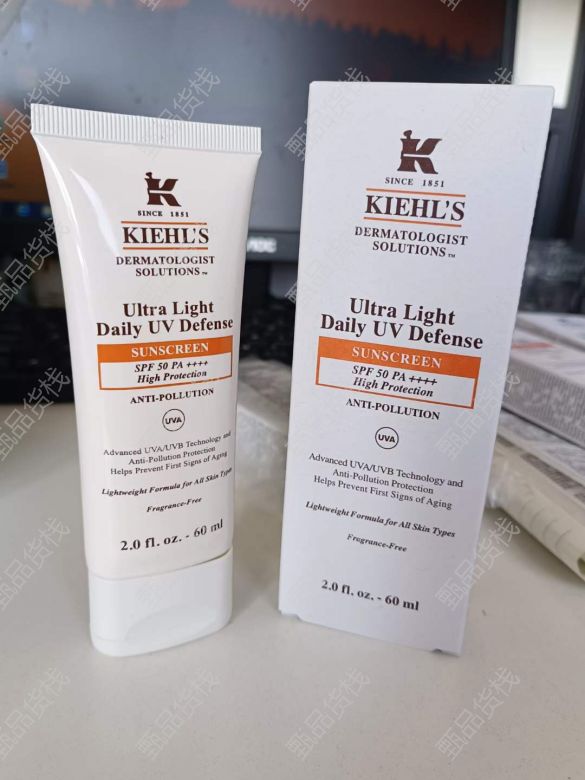 K
SINCE 1851
KIEHL'S
DERMATOLOGIST
SOLUTIONS™
Ultra Light
Daily UV Defense
SUNSCREEN
SPF 50 PA ++++
High Protection
ANTI-POLLUTION
UVA
Advanced UVA/UVB Technology and
Anti-Pollution Protection
Helps Prevent First Signs of Aging
Lightweight Formula for All Skin Types
Fragrance-Free
2.0 fl. oz. - 60 ml
K
SINCE 1851
KIEHL'S
DERMATOLOGIST
SOLUTIONS™
Ultra Light
Daily UV Defense
SUNSCREEN
SPF 50 PA ++++
High Protection
ANTI-POLLUTION
UVA
Advanced UVA/UVB Technology and
Anti-Pollution Protection
Helps Prevent First Signs of Aging
Lightweight Formula for All Skin Types
Fragrance-Free
2.0 fl. oz. - 60 ml
甄品货栈